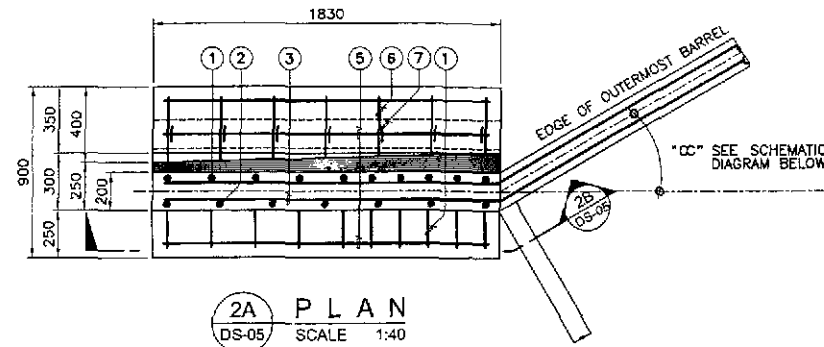 1830
1 2 3 5 6 7 1
EDGE OF OUTERMOST BARREL
900
350
400
300
250
200
250
"CC" SEE SCHEMATIC
DIAGRAM BELOW
2B
DS-05
2A
DS-05
PLAN
SCALE 1:40